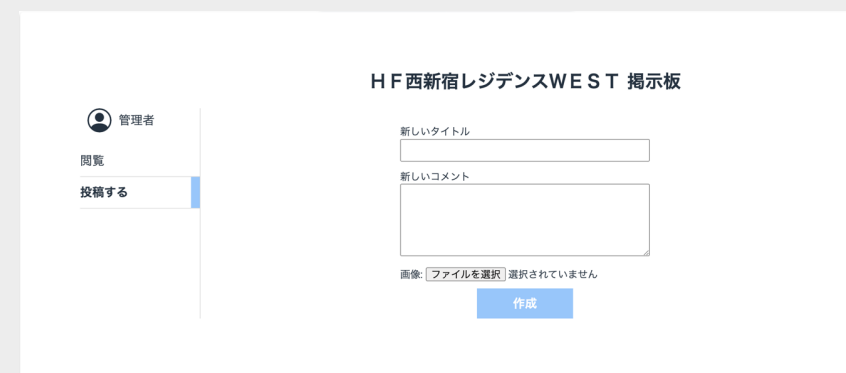 ＨＦ西新宿レジデンスＷＥＳＴ 掲示板
管理者
閲覧
投稿する
新しいタイトル
新しいコメント
画像: ファイルを選択 選択されていません
作成